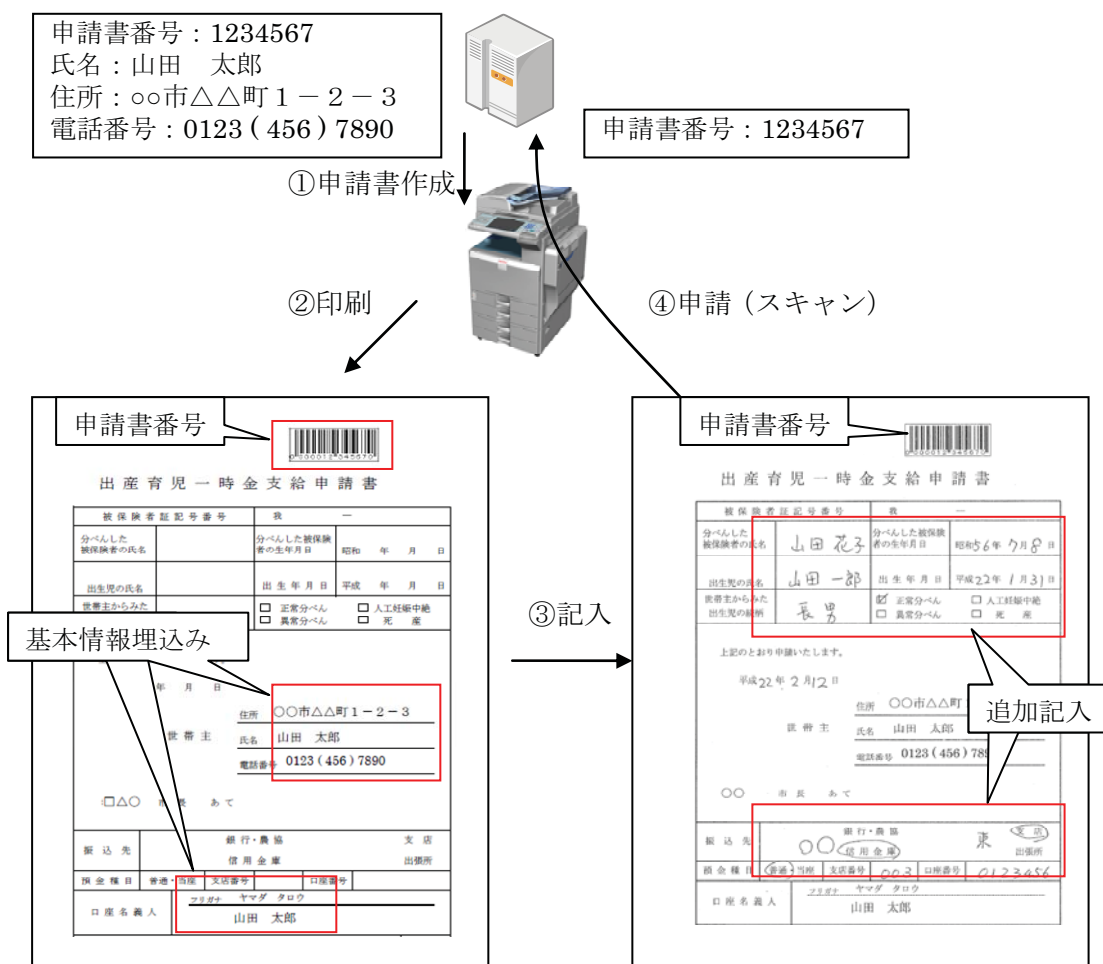 申請書番号:1234567
氏名:山田 太郎
住所:○○市△△町1-2-3
電話番号:0123(456)7890
申請書番号:1234567
①申請書作成
②印刷
④申請(スキャン)
申請書番号
0 000012 345670
出産育児一時金支給申請書
被保険者証記号番号 我 ー
分べんした
被保険者の氏名
分べんした被保険
者の生年月日 昭和 年 月 日
出生児の氏名 出生年月日 平成 年 月 日
世帯主からみた
□ 正常分べん □ 人工妊娠中絶
□ 異常分べん □ 死 産
基本情報埋込み
年 月 日
住所 ○○市△△町1-2-3
世帯主 氏名 山田 太郎
電話番号 0123(456)7890
□△○ 市長 あて
振込先 銀行・農協 支店
信用金庫 出張所
預金種目 普通・当座 支店番号 口座番号
フリガナ ヤマダ タロウ
口座名義人 山田 太郎
③記入
申請書番号
0 000012 345670
出産育児一時金支給申請書
被保険者証記号番号 我 ー
分べんした
被保険者の氏名 山田 花子
分べんした被保険
者の生年月日 昭和56年 7月8日
出生児の氏名 山田 一郎 出生年月日 平成22年 1月31日
世帯主からみた
出生児の続柄 長男
☑ 正常分べん □ 人工妊娠中絶
□ 異常分べん □ 死 産
上記のとおり申請いたします。
平成22年 2月12日
追加記入
住所 ○○市△△町
世帯主 氏名 山田 太郎
電話番号 0123(456)789
○○ 市長 あて
振込先 ○○ 銀行・農協 東 支店
信用金庫 出張所
預金種目 普通・当座 支店番号 003 口座番号 0123456
フリガナ ヤマダ タロウ
口座名義人 山田 太郎